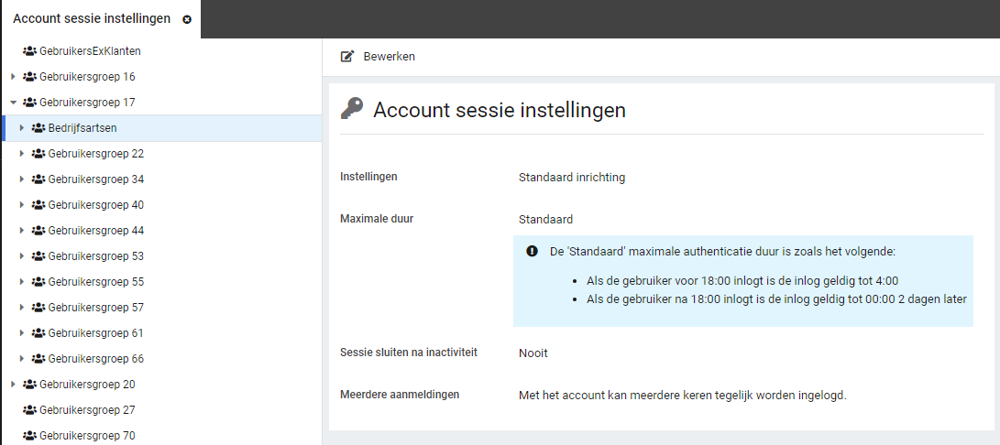 Account sessie instellingen
GebruikersExKlanten
Gebruikersgroep 16
Gebruikersgroep 17
Bedrijfsartsen
Gebruikersgroep 22
Gebruikersgroep 34
Gebruikersgroep 40
Gebruikersgroep 44
Gebruikersgroep 53
Gebruikersgroep 55
Gebruikersgroep 57
Gebruikersgroep 61
Gebruikersgroep 66
Gebruikersgroep 20
Gebruikersgroep 27
Gebruikersgroep 70
Bewerken
Account sessie instellingen
Instellingen Standaard inrichting
Maximale duur Standaard
De 'Standaard' maximale authenticatie duur is zoals het volgende:
• Als de gebruiker voor 18:00 inlogt is de inlog geldig tot 4:00
• Als de gebruiker na 18:00 inlogt is de inlog geldig tot 00:00 2 dagen later
Sessie sluiten na inactiviteit Nooit
Meerdere aanmeldingen Met het account kan meerdere keren tegelijk worden ingelogd.